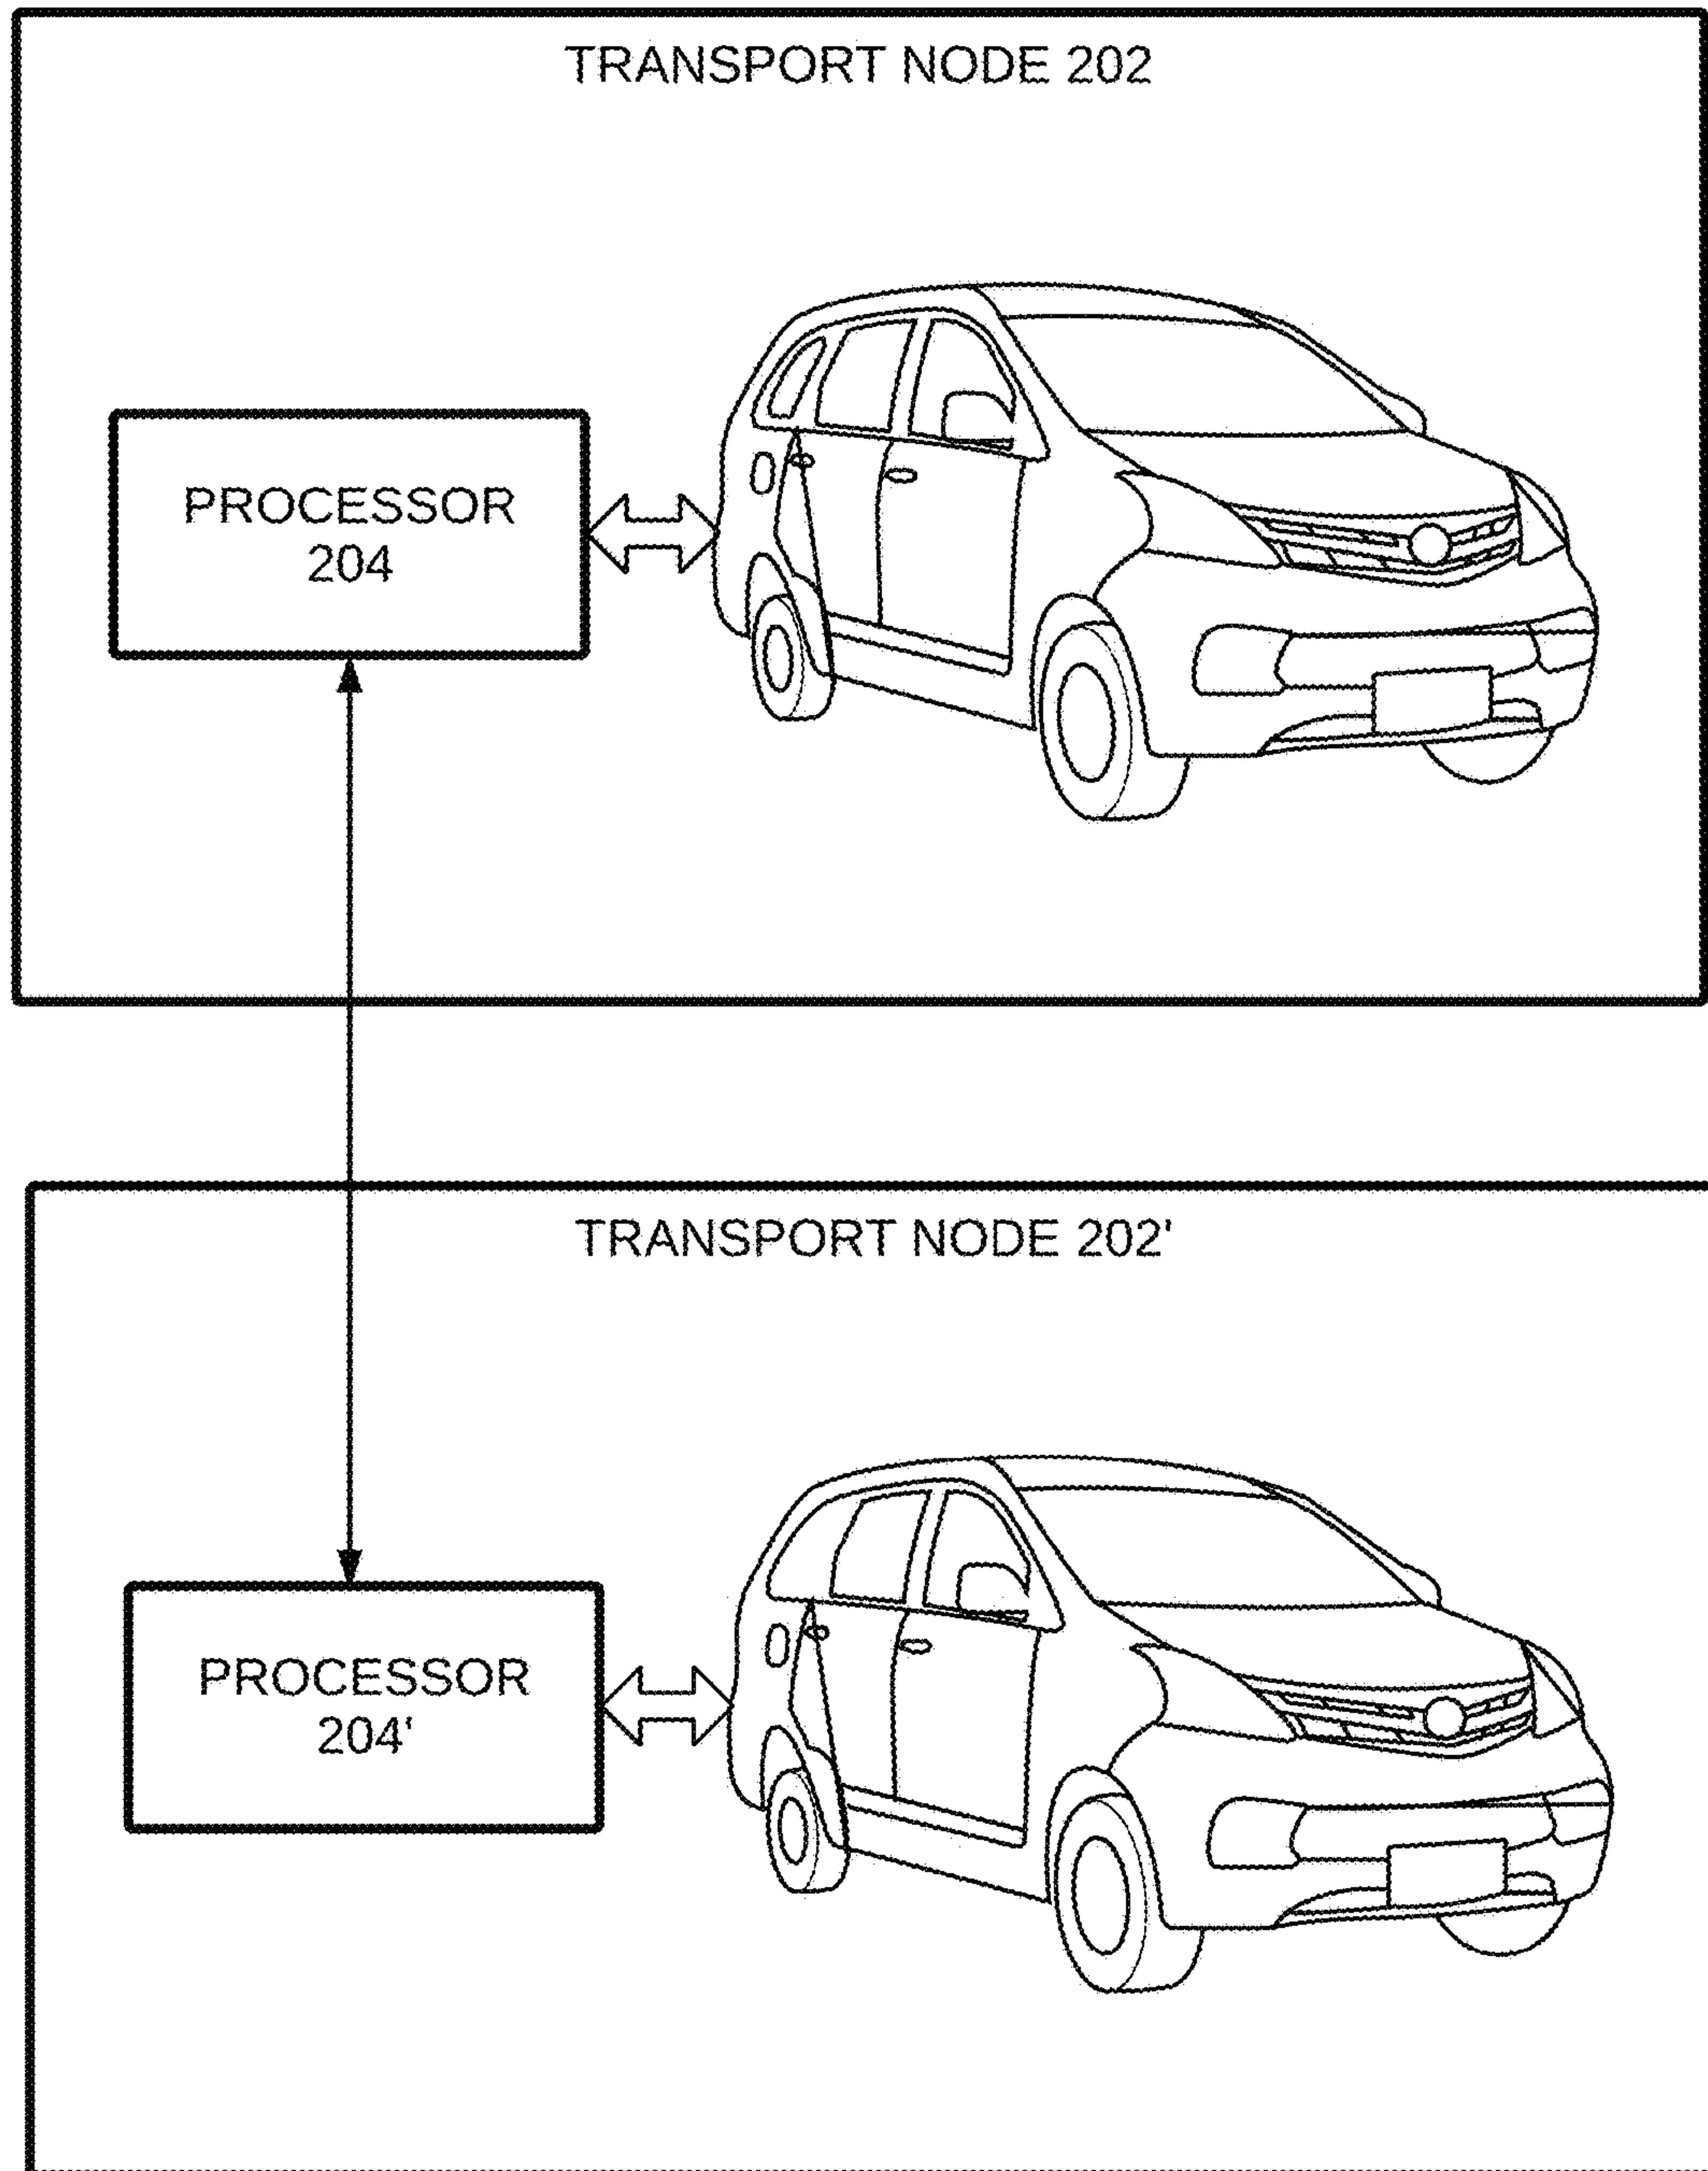 TRANSPORT NODE 202
PROCESSOR
204
TRANSPORT NODE 202'
PROCESSOR
204'